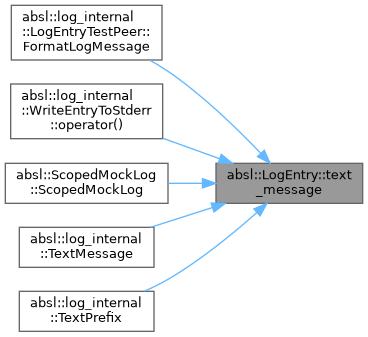 absl::log_internal
::LogEntryTestPeer::
FormatLogMessage
absl::log_internal
::WriteEntryToStderr
::operator()
absl::ScopedMockLog
::ScopedMockLog
absl::LogEntry::text
_message
absl::log_internal
::TextMessage
absl::log_internal
::TextPrefix